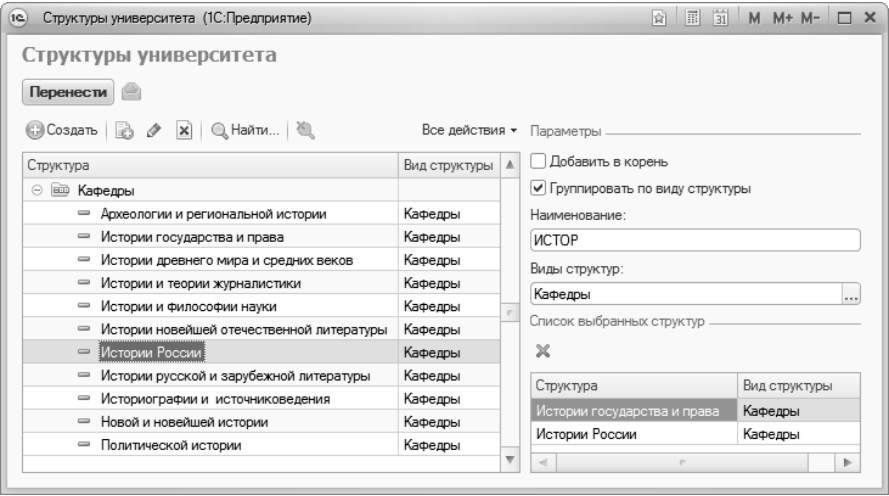 1С Структуры университета (1С:Предприятие) 31 M M+ M-
Структуры университета
Перенести
Создать Найти... Все действия
Структура Вид структуры
Кафедры
Археологии и региональной истории Кафедры
Истории государства и права Кафедры
Истории древнего мира и средних веков Кафедры
Истории и теории журналистики Кафедры
Истории и философии науки Кафедры
Истории новейшей отечественной литературы Кафедры
Истории России Кафедры
Истории русской и зарубежной литературы Кафедры
Историографии и источниковедения Кафедры
Новой и новейшей истории Кафедры
Политической истории Кафедры
Параметры
Добавить в корень
Группировать по виду структуры
Наименование:
ИСТОР
Виды структур:
Кафедры ...
Список выбранных структур
Структура Вид структуры
Истории государства и права Кафедры
Истории России Кафедры